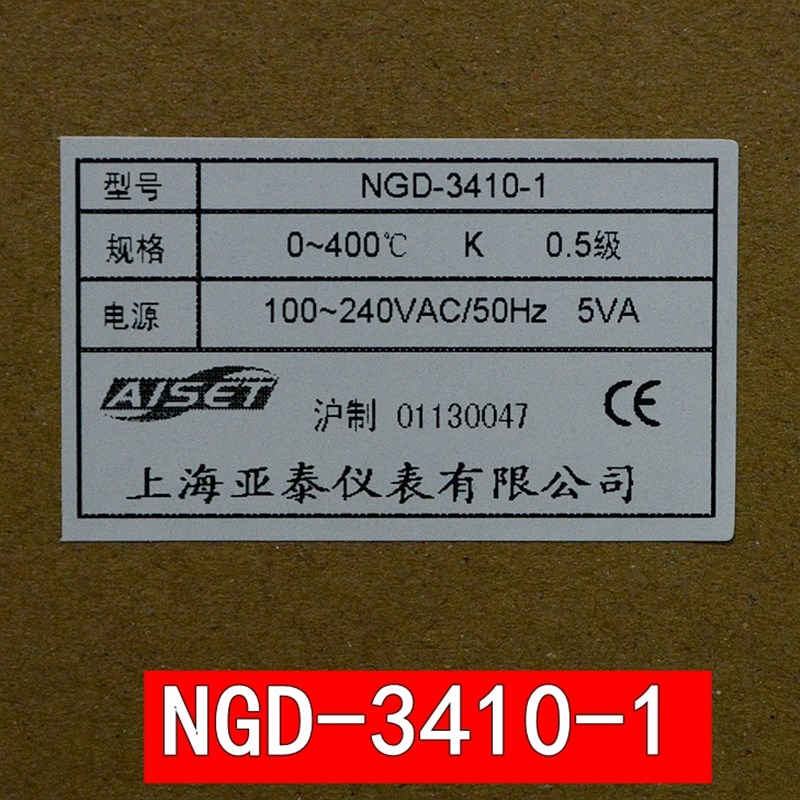 型号 NGD-3410-1
规格 0~400℃ K 0.5级
电源 100~240VAC/50Hz 5VA
AISET 沪制 01130047 CE
上海亚泰仪表有限公司
NGD-3410-1